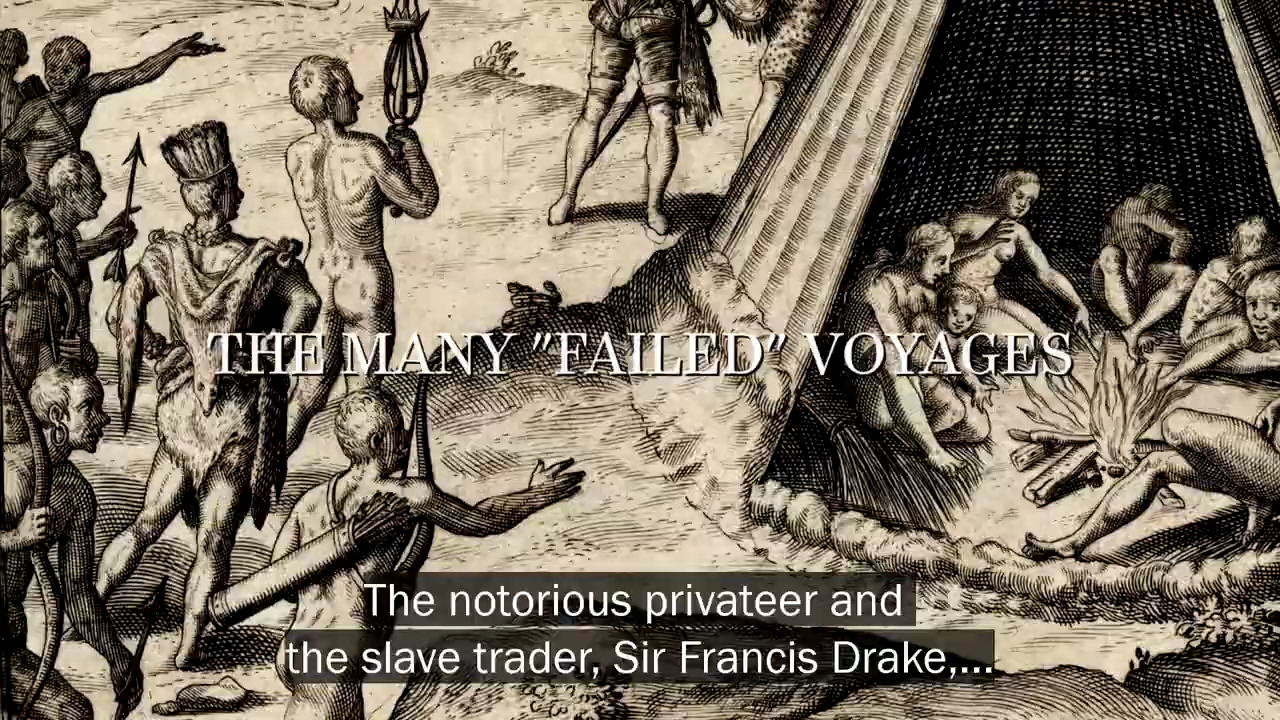 THE MANY "FAILED" VOYAGES
The notorious privateer and
the slave trader, Sir Francis Drake,...